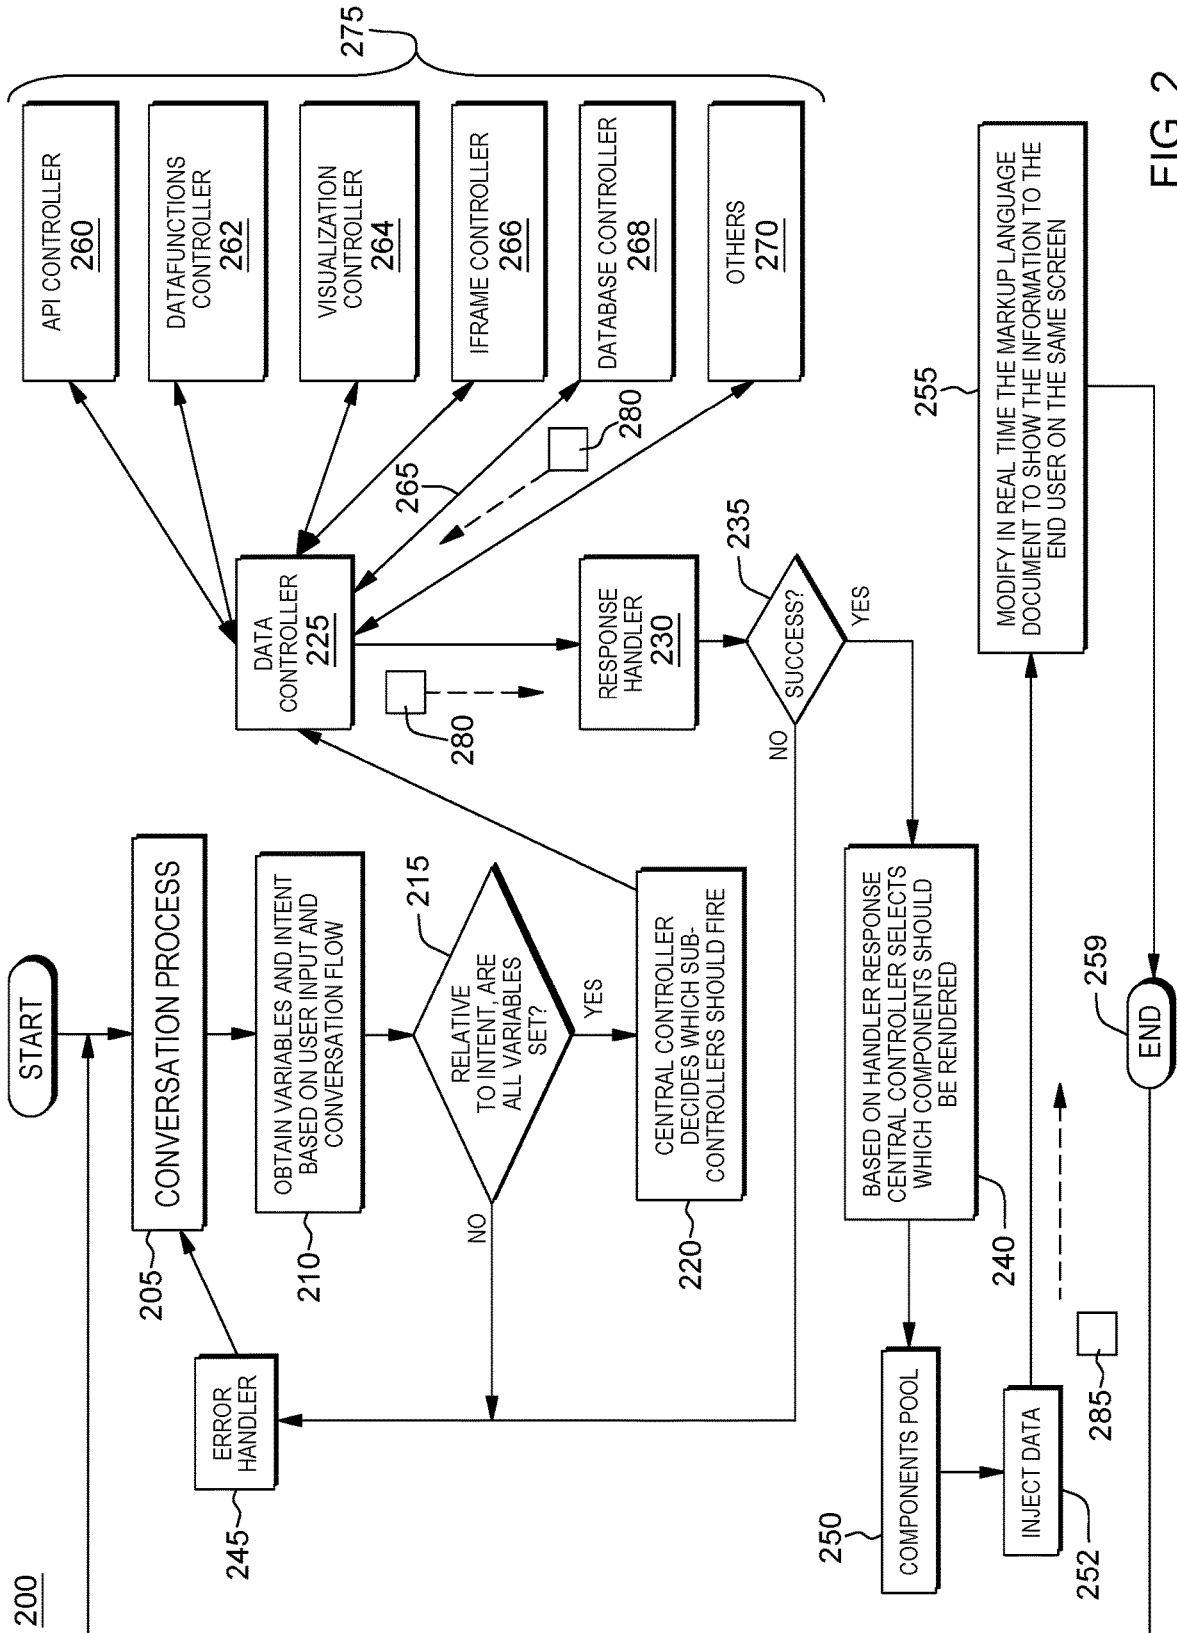 200
START
205
CONVERSATION PROCESS
210
OBTAIN VARIABLES AND INTENT
BASED ON USER INPUT AND
CONVERSATION FLOW
215
RELATIVE
TO INTENT, ARE
ALL VARIABLES
SET?
NO
YES
220
CENTRAL CONTROLLER
DECIDES WHICH SUB-
CONTROLLERS SHOULD FIRE
245
ERROR
HANDLER
DATA
CONTROLLER
225
API CONTROLLER
260
DATAFUNCTIONS
CONTROLLER
262
VISUALIZATION
CONTROLLER
264
IFRAME CONTROLLER
266
DATABASE CONTROLLER
268
OTHERS
270
275
265
280
280
RESPONSE
HANDLER
230
235
SUCCESS?
NO
YES
BASED ON HANDLER RESPONSE
CENTRAL CONTROLLER SELECTS
WHICH COMPONENTS SHOULD
BE RENDERED
240
250
COMPONENTS POOL
INJECT DATA
252
285
255
MODIFY IN REAL TIME THE MARKUP LANGUAGE
DOCUMENT TO SHOW THE INFORMATION TO THE
END USER ON THE SAME SCREEN
259
END
FIG. 2